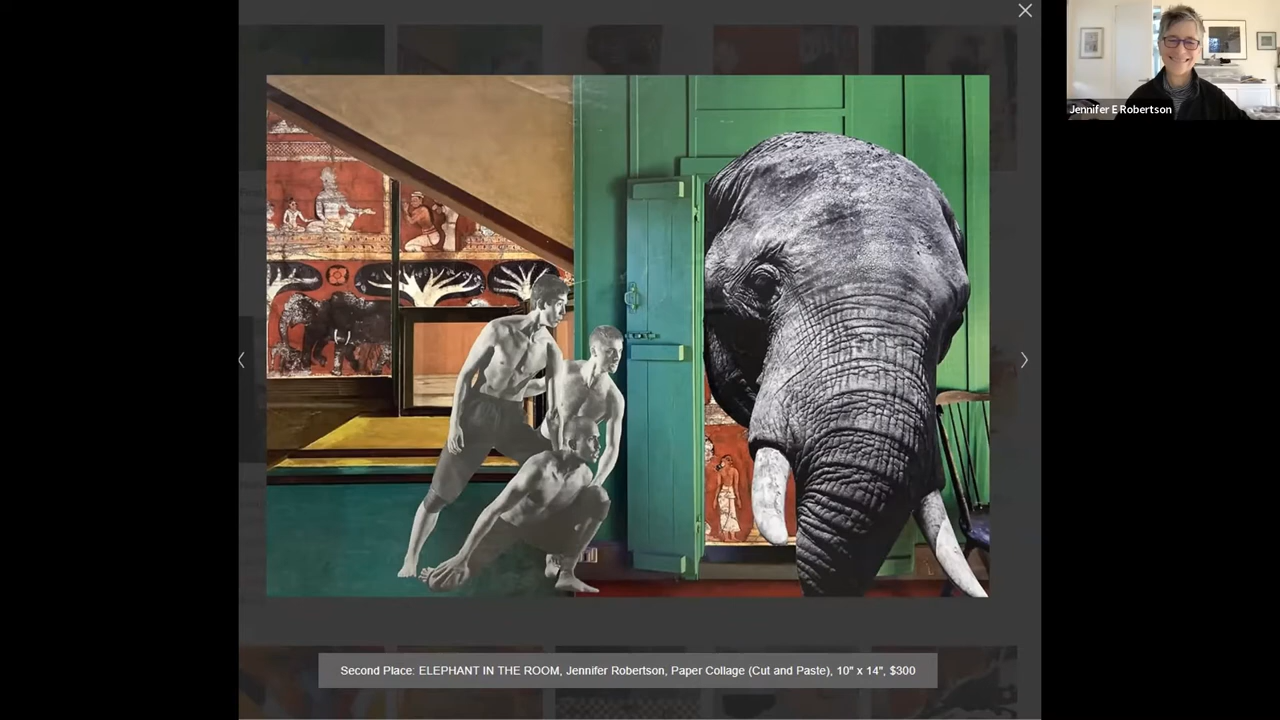 Jennifer E Robertson
Second Place: ELEPHANT IN THE ROOM, Jennifer Robertson, Paper Collage (Cut and Paste), 10" x 14", $300